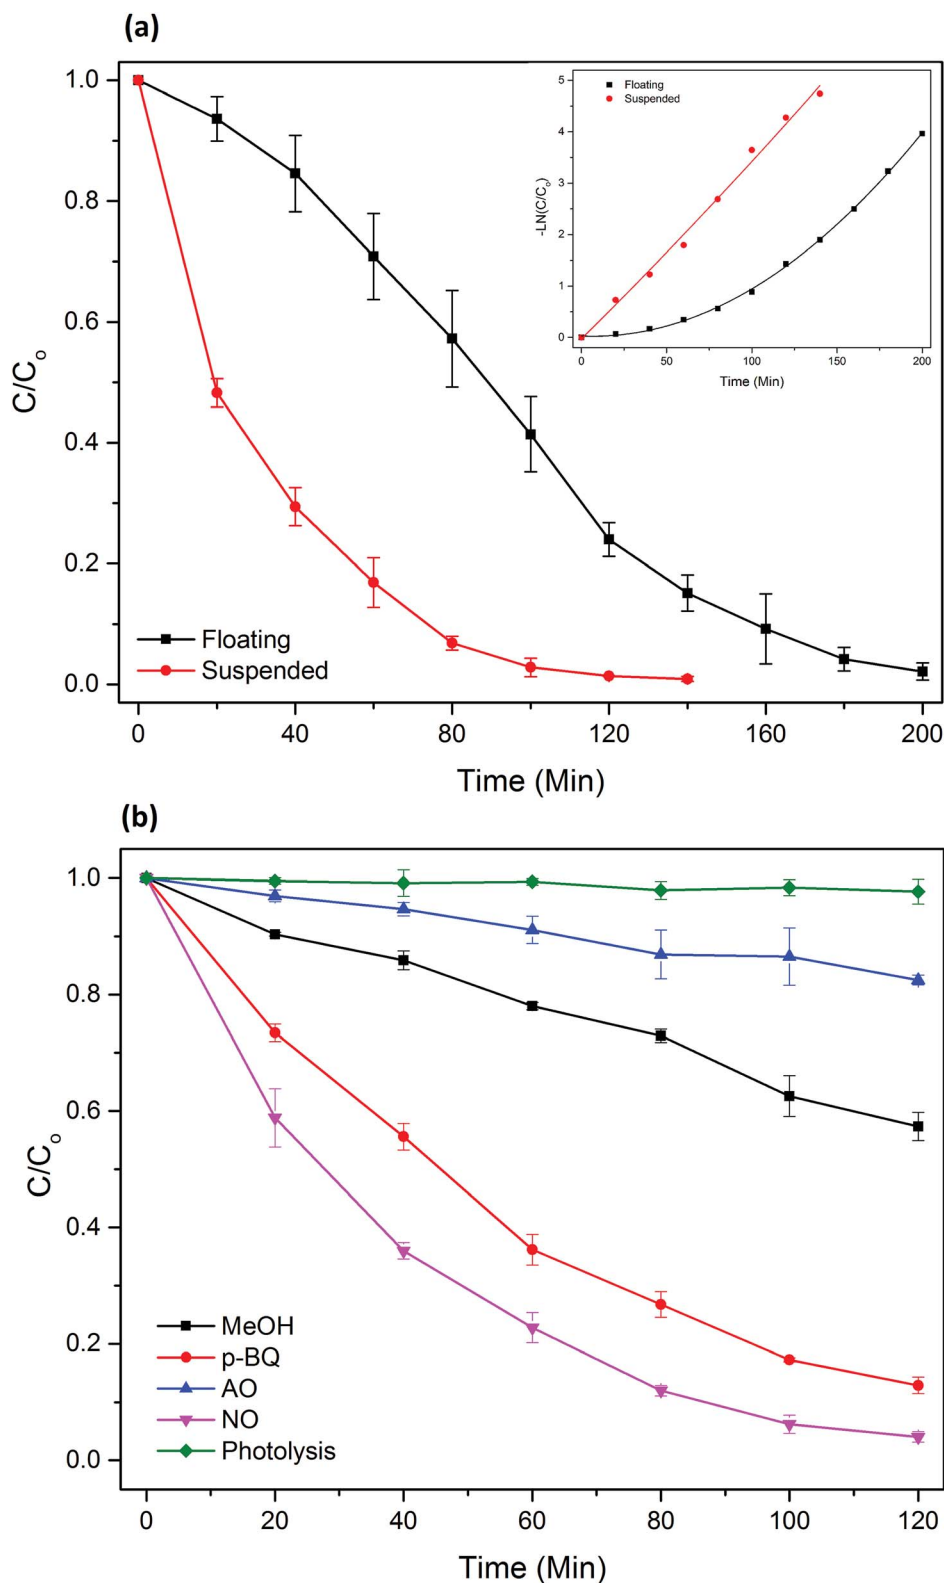 (a)
1.0
0.8
0.6
0.4
0.2
0.0
C/Co
Floating
Suspended
0 40 80 120 160 200
Time (Min)
5
4
3
2
1
0
-LN(C/Co)
Floating
Suspended
0 50 100 150 200
Time (Min)
(b)
1.0
0.8
0.6
0.4
0.2
0.0
C/Co
MeOH
p-BQ
AO
NO
Photolysis
0 20 40 60 80 100 120
Time (Min)